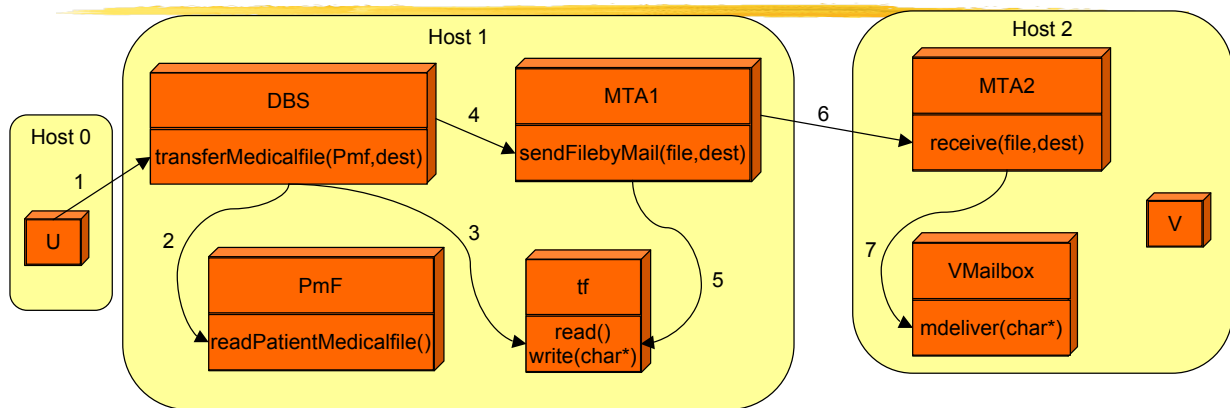 Host 1
Host 2
DBS
MTA1
MTA2
4
6
Host 0
transferMedicalfile(Pmf,dest)
sendFilebyMail(file,dest)
receive(file,dest)
1
U
2
3
5
7
V
PmF
tf
VMailbox
readPatientMedicalfile()
read()
write(char*)
mdeliver(char*)